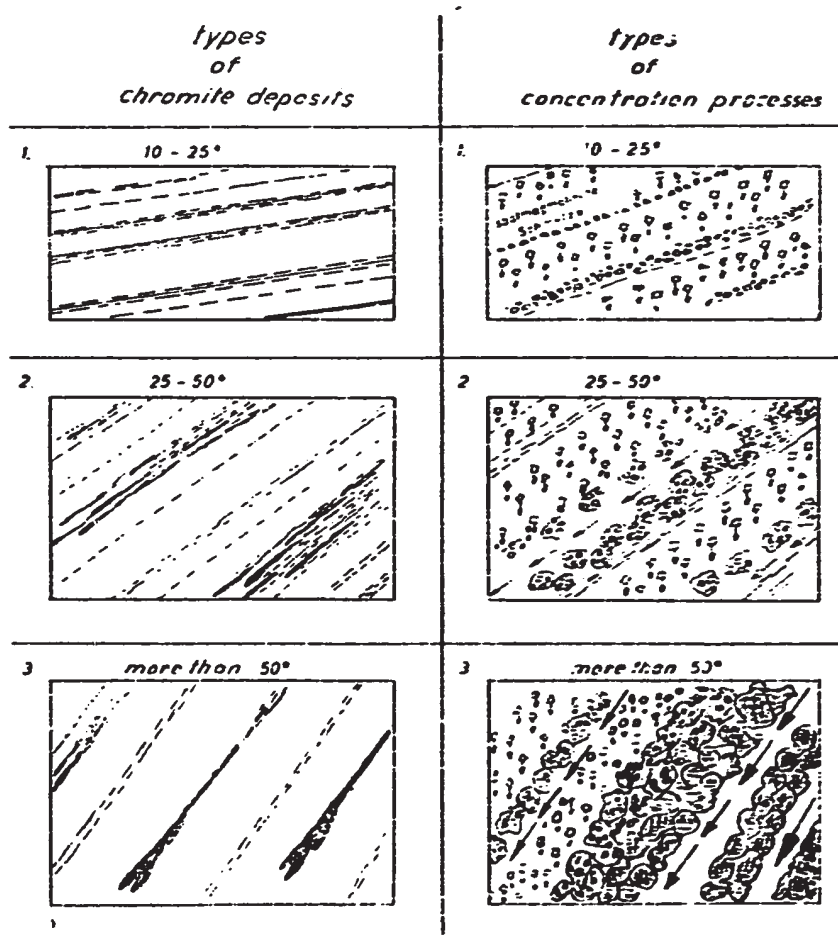 types
of
chromite deposits
types
of
concentration processes
1. 10 - 25°
1. 10 - 25°
2. 25 - 50°
2 25 - 50°
3 more than 50°
3 more than 50°